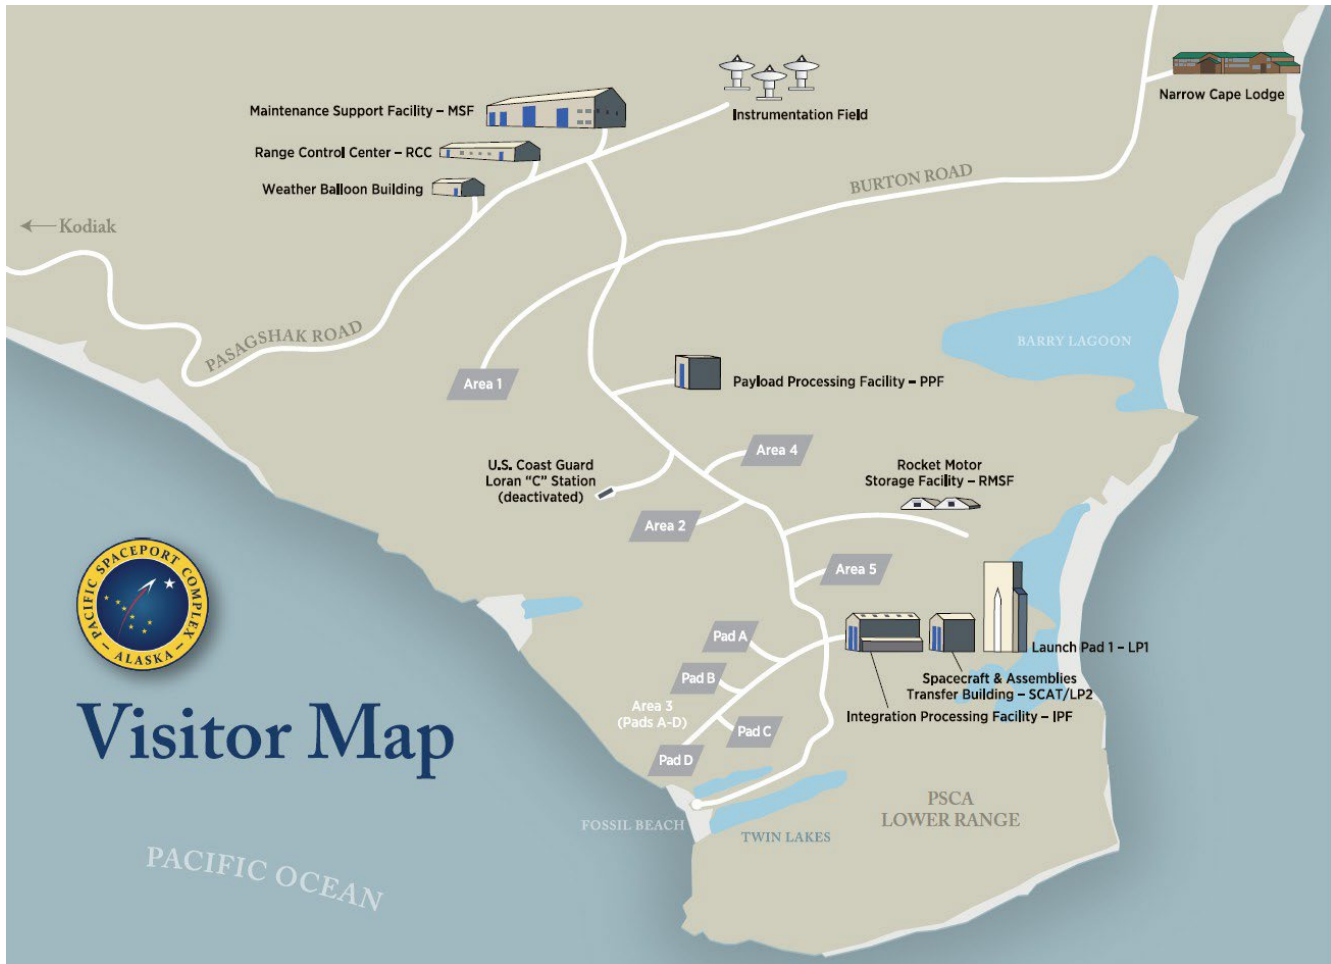 Maintenance Support Facility – MSF
Instrumentation Field
Narrow Cape Lodge
Range Control Center – RCC
Weather Balloon Building
BURTON ROAD
Kodiak
PASAGSHAK ROAD
BARRY LAGOON
Area 1
Payload Processing Facility – PPF
Area 4
U.S. Coast Guard
Loran "C" Station
(deactivated)
Rocket Motor
Storage Facility – RMSF
Area 2
Area 5
PACIFIC SPACEPORT COMPLEX
– ALASKA –
Pad A
Launch Pad 1 – LP1
Pad B
Spacecraft & Assemblies
Transfer Building – SCAT/LP2
Area 3
(Pads A-D)
Integration Processing Facility – IPF
Pad C
Pad D
Visitor Map
PSCA
LOWER RANGE
FOSSIL BEACH
TWIN LAKES
PACIFIC OCEAN